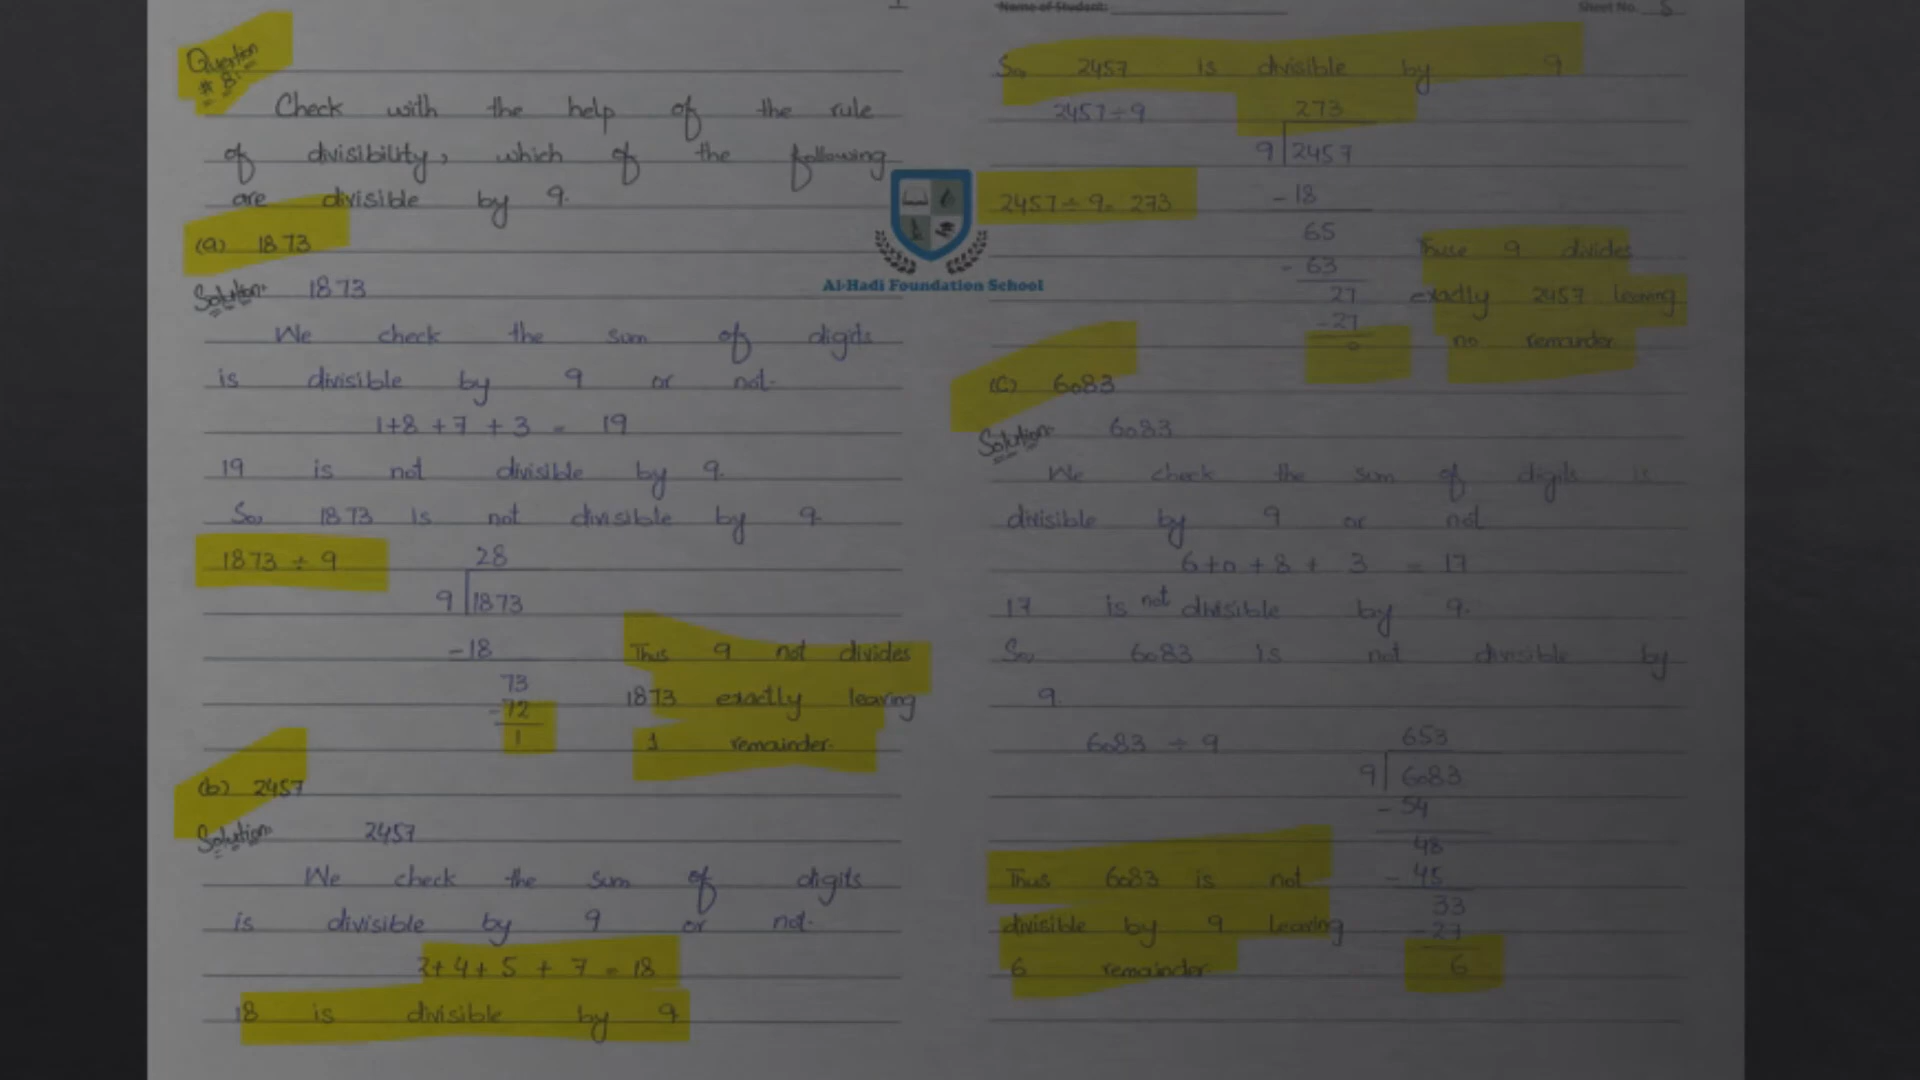 Question
# 8:
Check with the help of the rule
of divisibility, which of the following
are divisible by 9.
(a) 1873
Solution:- 1873
We check the sum of digits
is divisible by 9 or not.
1+8+7+3 = 19
19 is not divisible by 9.
So, 1873 is not divisible by 9
1873 ÷ 9
28
9 1873
-18
73
-72
1
Thus 9 not divides
1873 exactly leaving
1 remainder.
(b) 2457
Solution:- 2457
We check the sum of digits
is divisible by 9 or not.
2+4+5+7=18
18 is divisible by 9
Al-Hadi Foundation School
Name of Student:
Sheet No. 5
So, 2457 is divisible by 9
2457÷9
273
9 2457
2457÷9=273
-18
65
-63
27
-27
0
9 divides
exactly 2457 leaving
no remainder
(c) 6083
Solution:- 6083
We check the sum of digits is
divisible by 9 or not
6+0+8+3 = 17
17 is not divisible by 9.
So, 6083 is not divisible by
9.
6083 ÷ 9
653
9 6083
-54
48
-45
33
-27
6
Thus 6083 is not
divisible by 9 leaving
6 remainder.